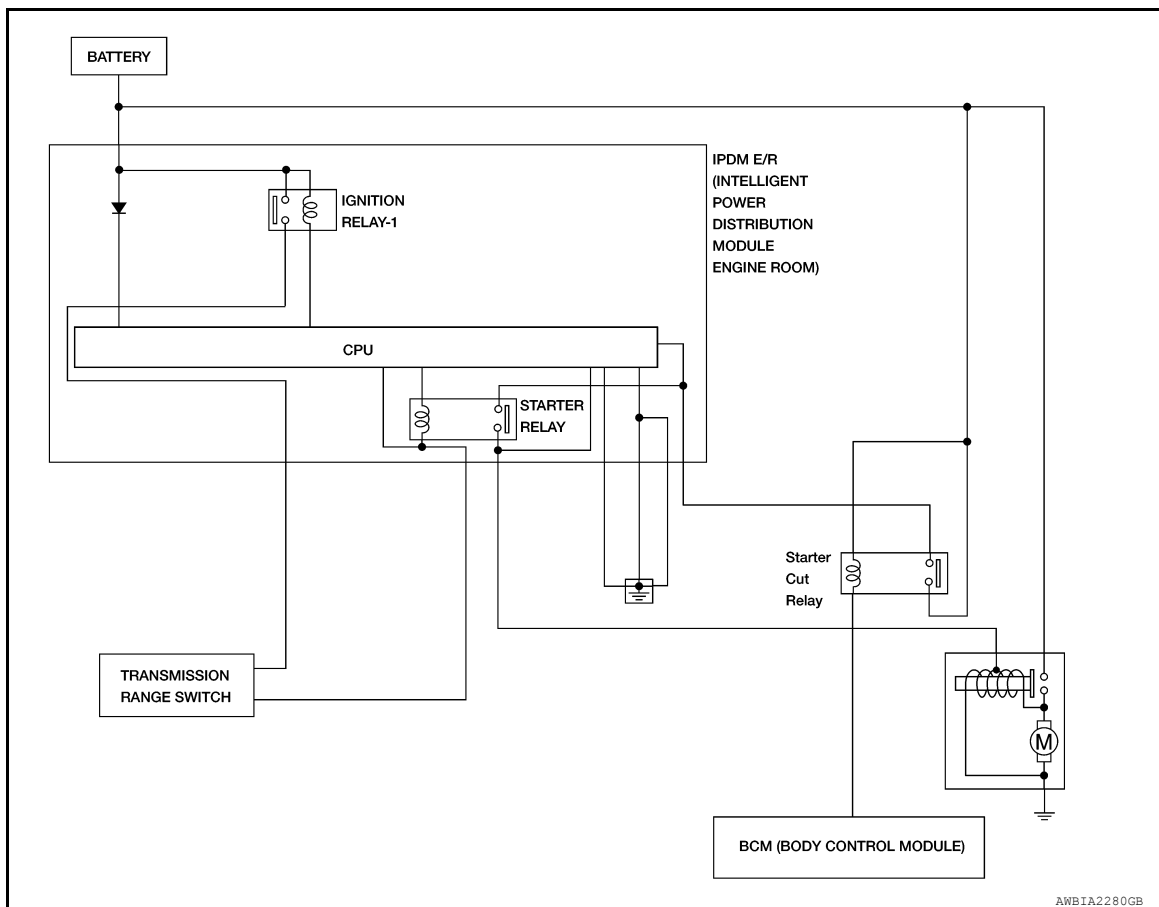 BATTERY
IPDM E/R
(INTELLIGENT
POWER
DISTRIBUTION
MODULE
ENGINE ROOM)
IGNITION
RELAY-1
CPU
STARTER
RELAY
Starter
Cut
Relay
TRANSMISSION
RANGE SWITCH
M
BCM (BODY CONTROL MODULE)
AWBIA2280GB